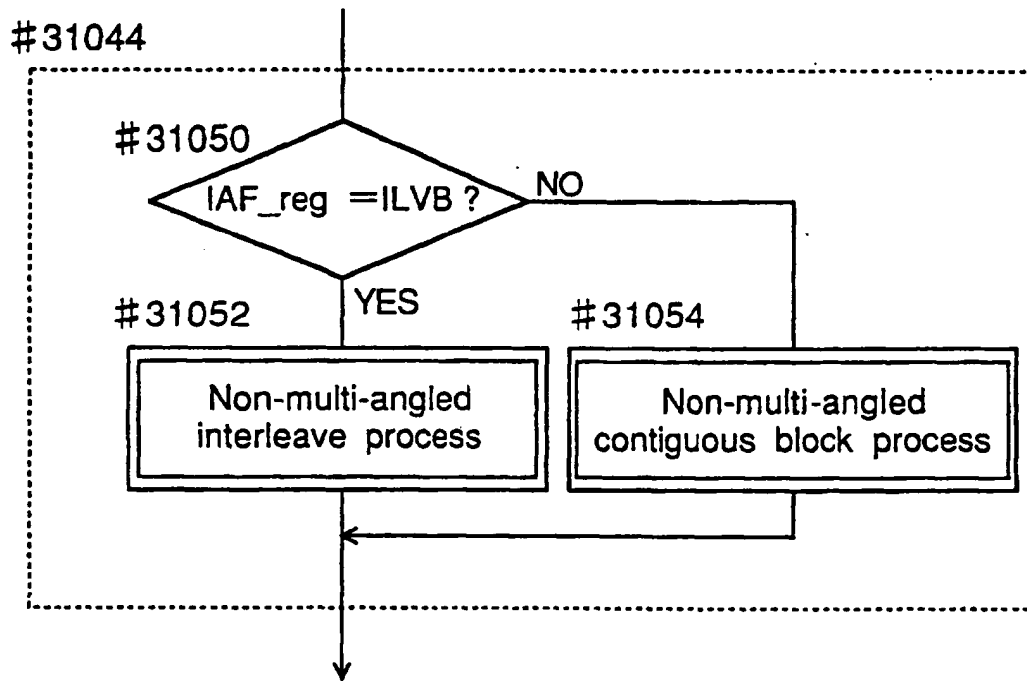 #31044
#31050
IAF_reg =ILVB ?
NO
YES
#31052
#31054
Non-multi-angled
interleave process
Non-multi-angled
contiguous block process